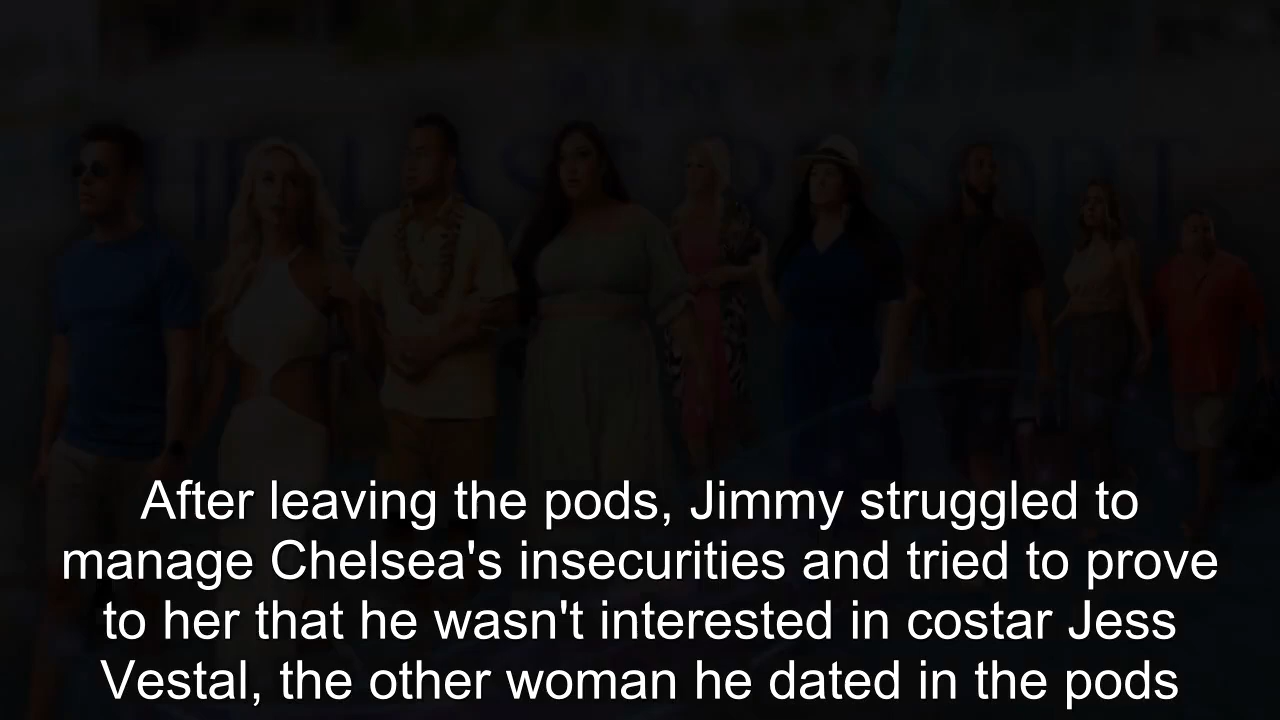 After leaving the pods, Jimmy struggled to
manage Chelsea's insecurities and tried to prove
to her that he wasn't interested in costar Jess
Vestal, the other woman he dated in the pods